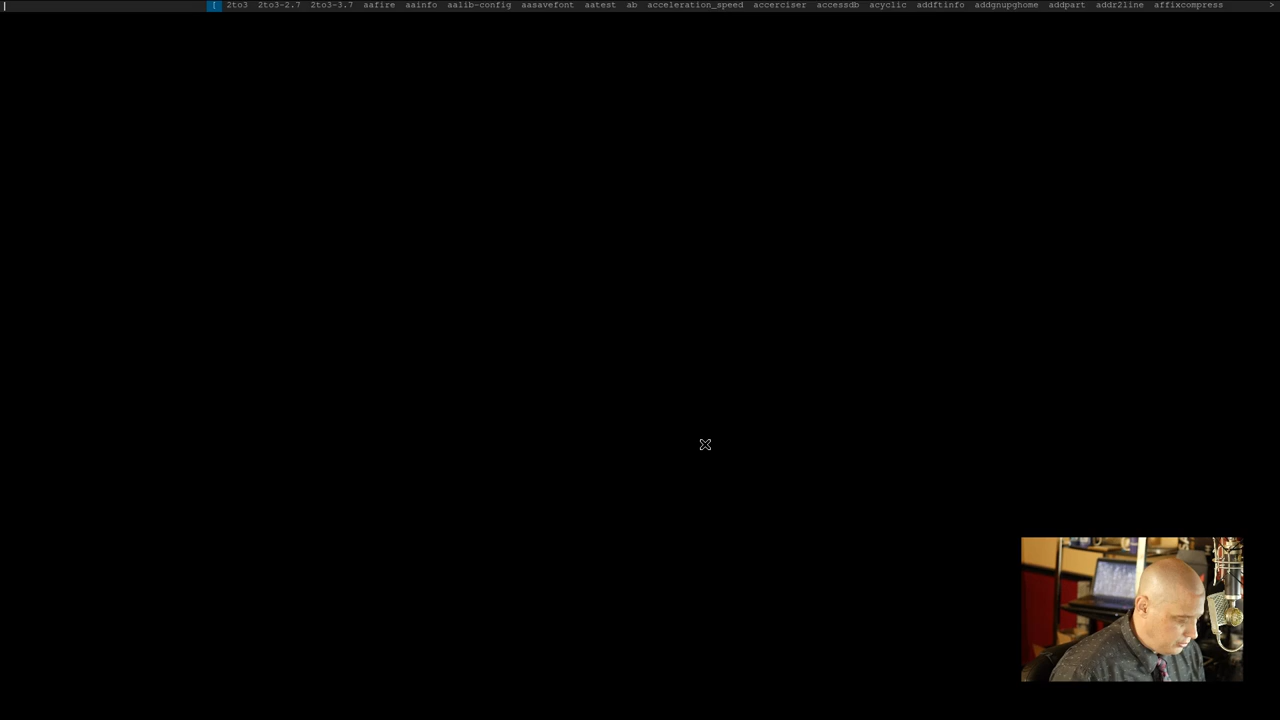 [ 2to3 2to3-2.7 2to3-3.7 aafire aainfo aalib-config aasavefont aatest ab acceleration_speed accerciser accessdb acyclic addftinfo addgnupghome addpart addr2line affixcompress >